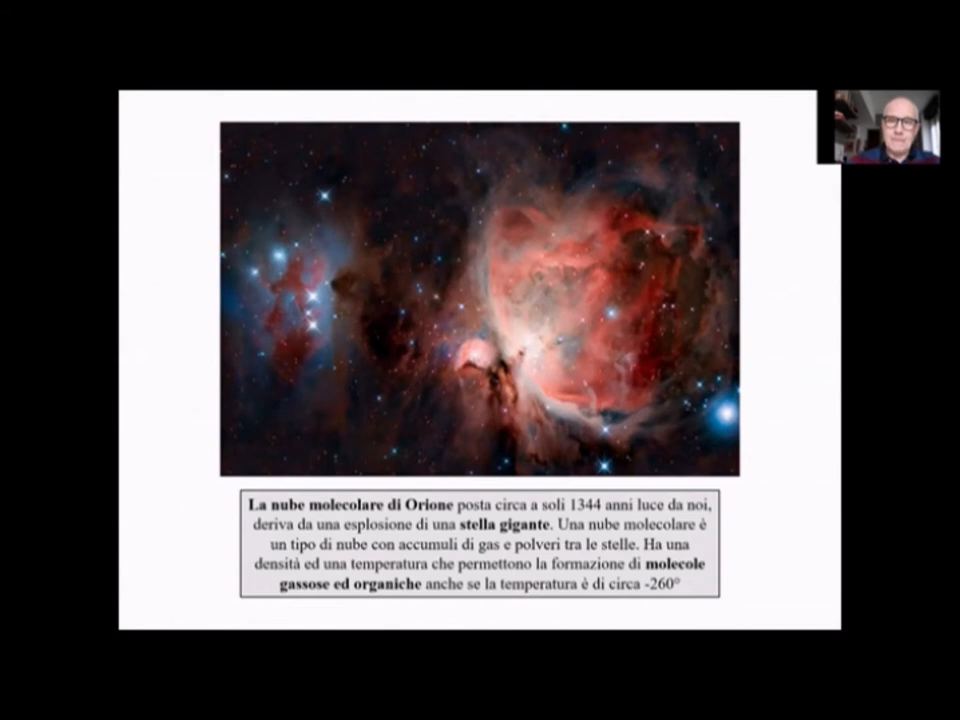 La nube molecolare di Orione posta circa a soli 1344 anni luce da noi,
deriva da una esplosione di una stella gigante. Una nube molecolare è
un tipo di nube con accumuli di gas e polveri tra le stelle. Ha una
densità ed una temperatura che permettono la formazione di molecole
gassose ed organiche anche se la temperatura è di circa -260°